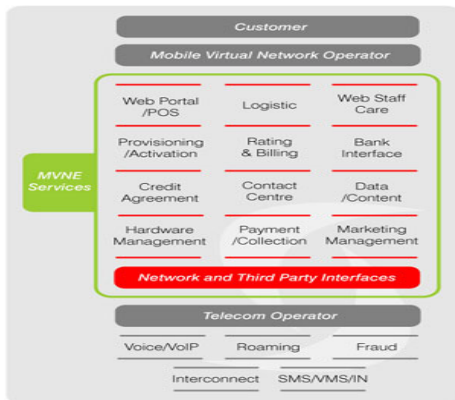 Customer
Mobile Virtual Network Operator
Web Portal
/POS
Logistic
Web Staff
Care
Provisioning
/Activation
Rating
& Billing
Bank
Interface
MVNE
Services
Credit
Agreement
Contact
Centre
Data
/Content
Hardware
Management
Payment
/Collection
Marketing
Management
Network and Third Party Interfaces
Telecom Operator
Voice/VoIP
Roaming
Fraud
Interconnect
SMS/VMS/IN